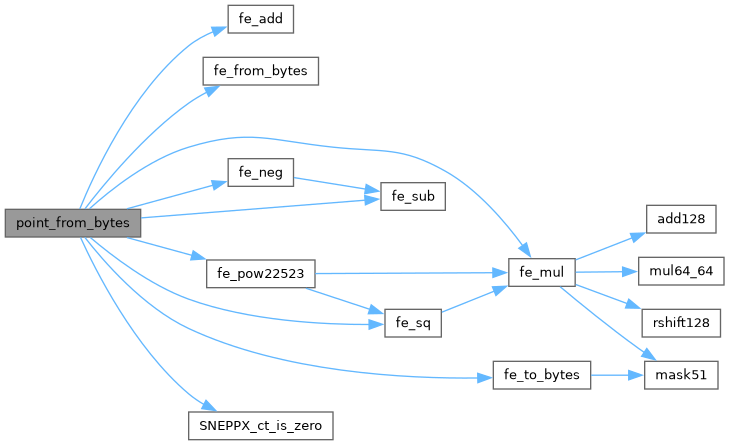 fe_add
fe_from_bytes
fe_neg
fe_sub
point_from_bytes
add128
fe_pow22523
fe_mul
mul64_64
fe_sq
rshift128
fe_to_bytes
mask51
SNEPPX_ct_is_zero